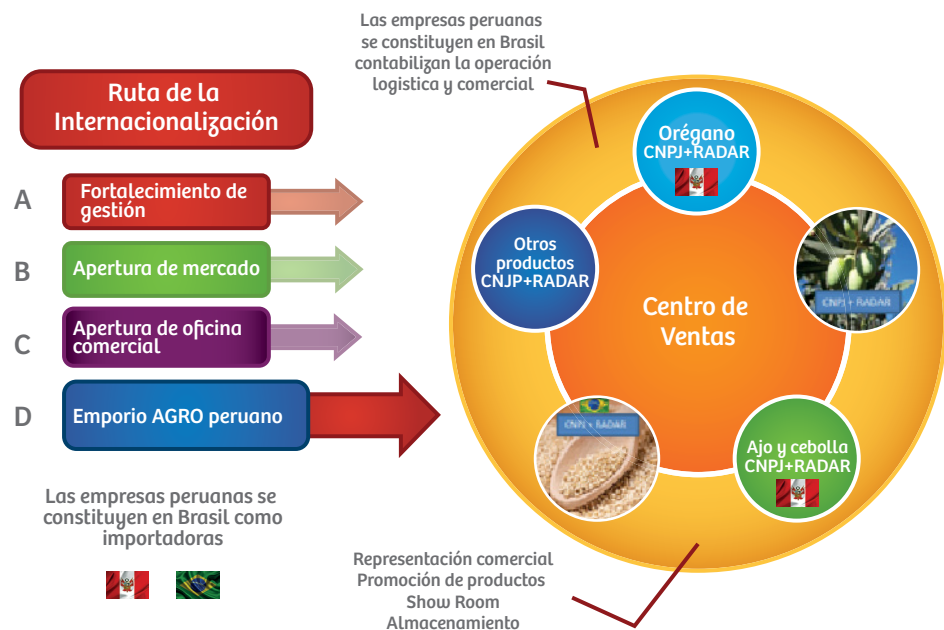 Las empresas peruanas
se constituyen en Brasil
contabilizan la operación
logistica y comercial
Ruta de la
Internacionalización
A
Fortalecimiento de
gestión
B
Apertura de mercado
C
Apertura de oficina
comercial
D
Emporio AGRO peruano
Las empresas peruanas se
constituyen en Brasil como
importadoras
Orégano
CNPJ+RADAR
Otros
productos
CNJP+RADAR
CNPJ + RADAR
Centro de
Ventas
CNPJ + RADAR
Ajo y cebolla
CNPJ+RADAR
Representación comercial
Promoción de productos
Show Room
Almacenamiento